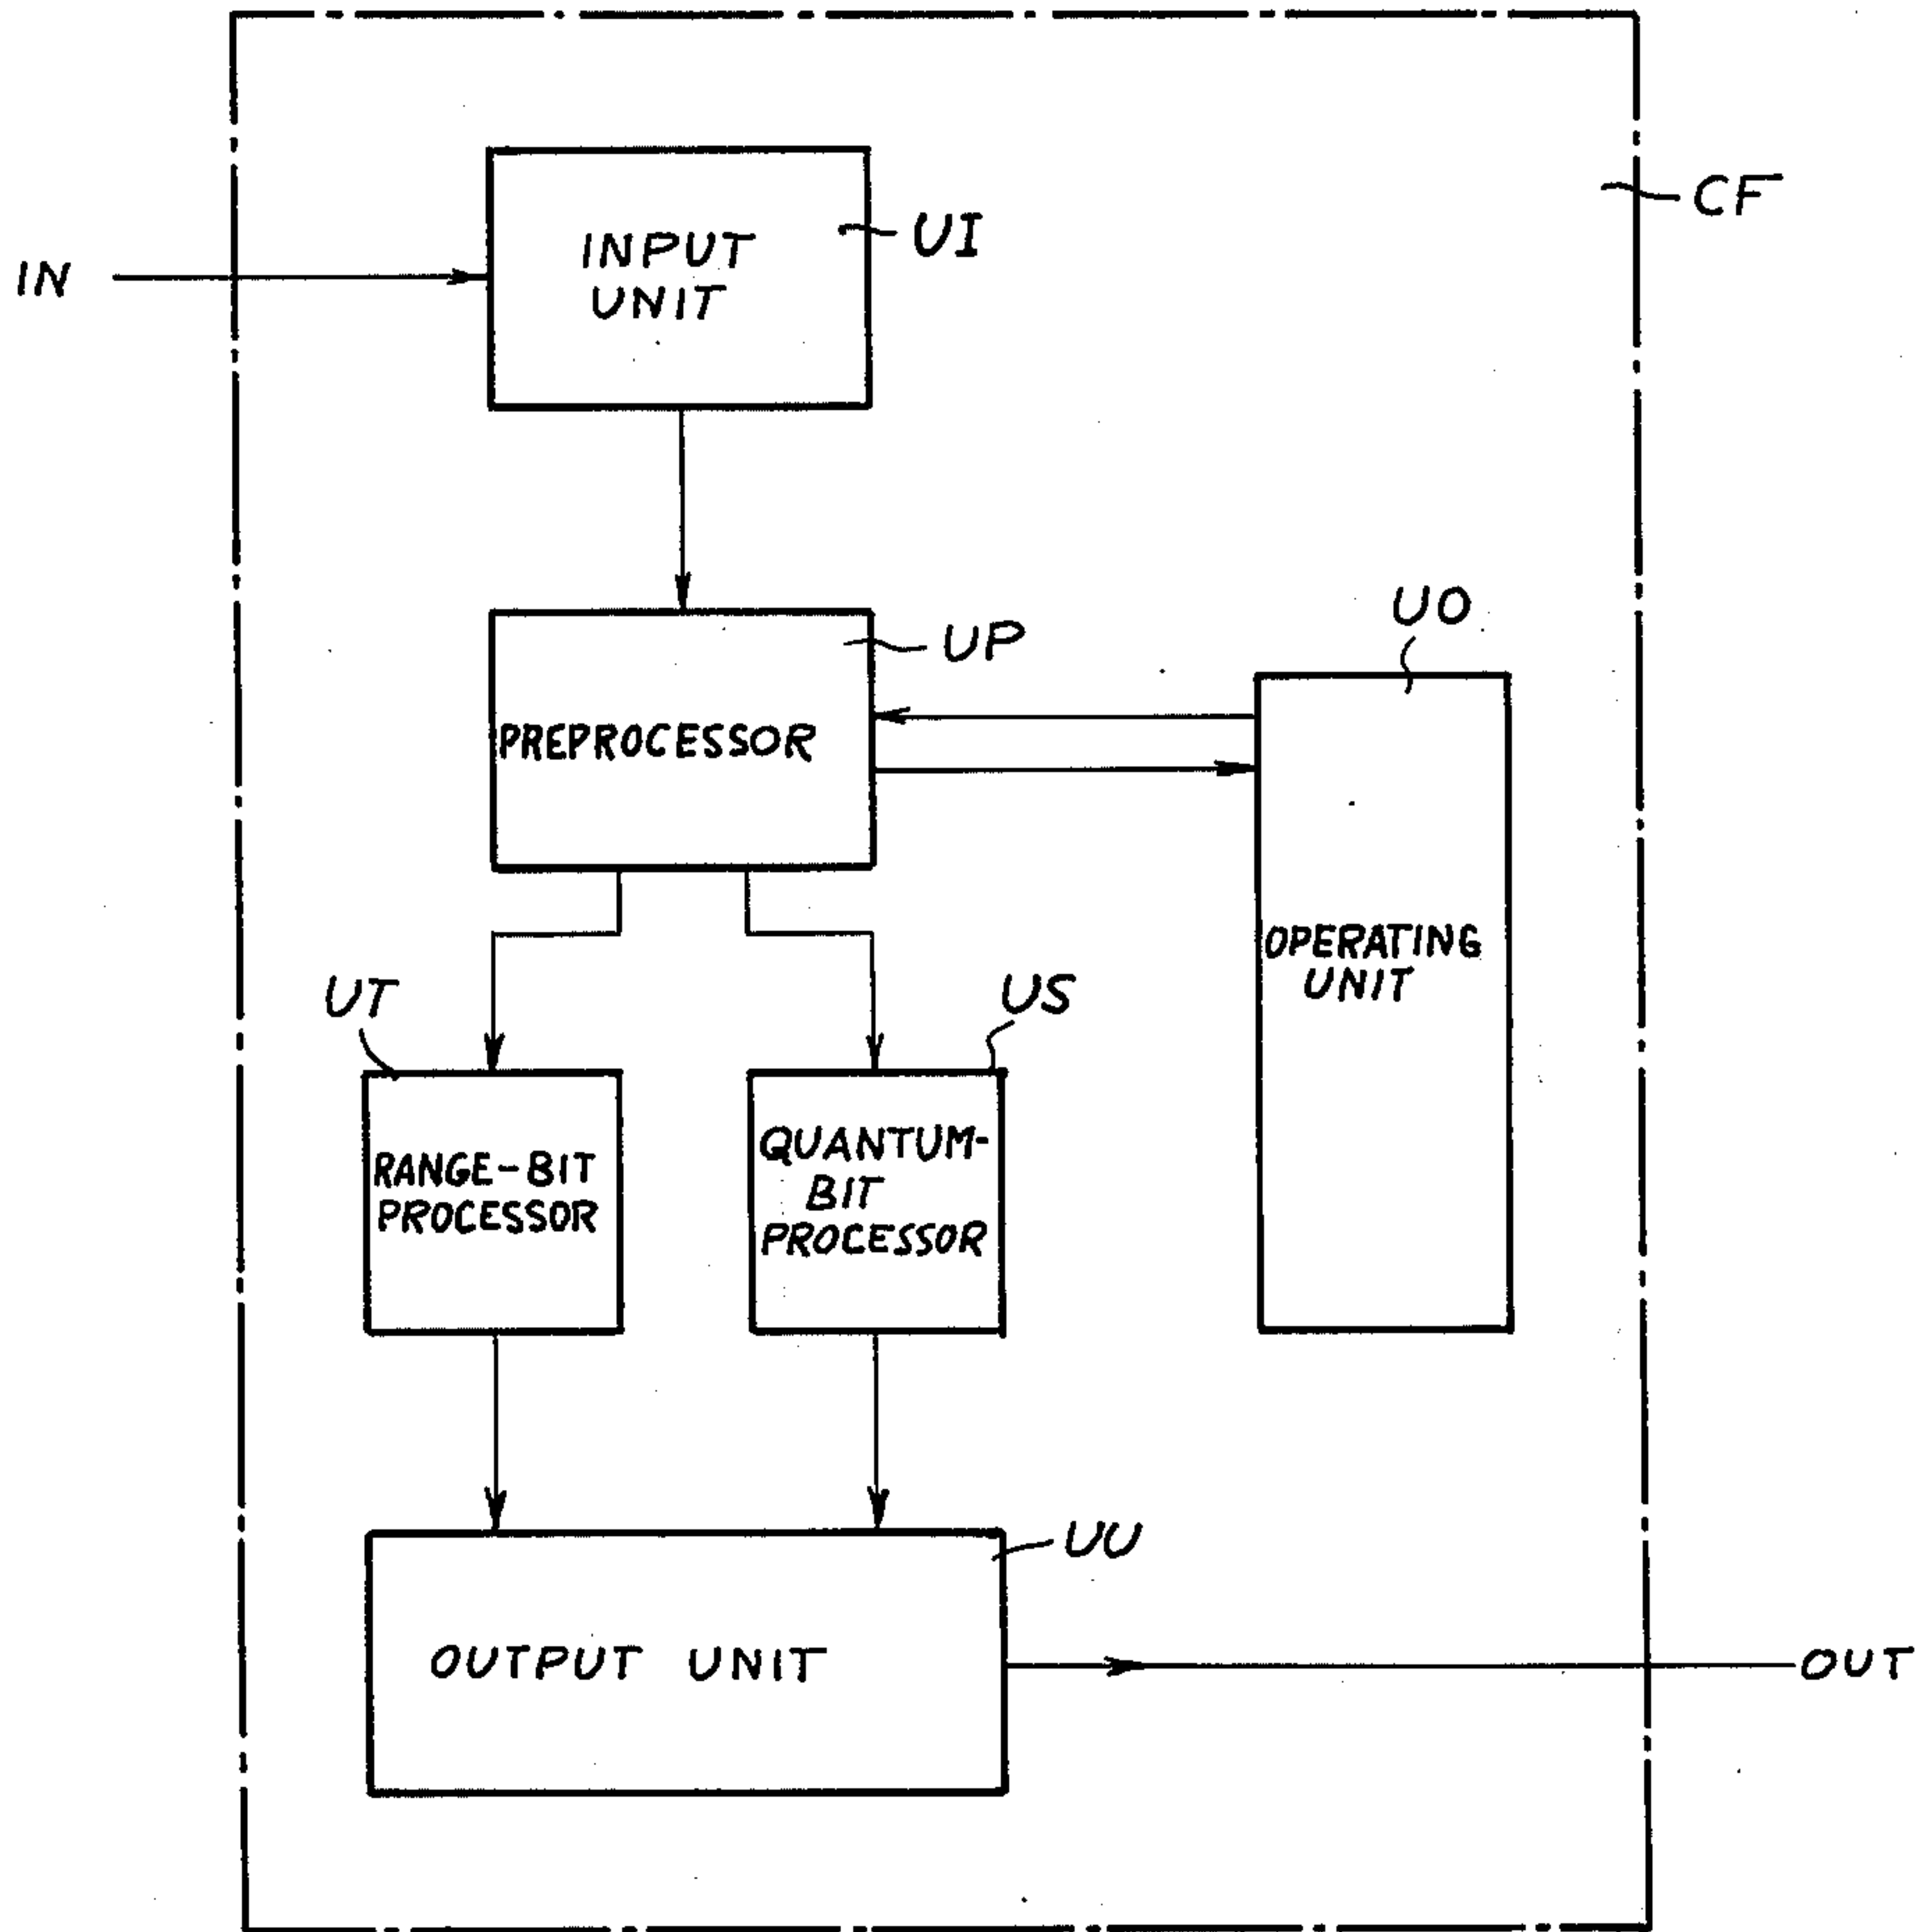 CF
INPUT
UNIT
UI
IN
UO
UP
PREPROCESSOR
OPERATING
UNIT
UT
US
RANGE-BIT
PROCESSOR
QUANTUM-
BIT
PROCESSOR
UU
OUTPUT UNIT
OUT